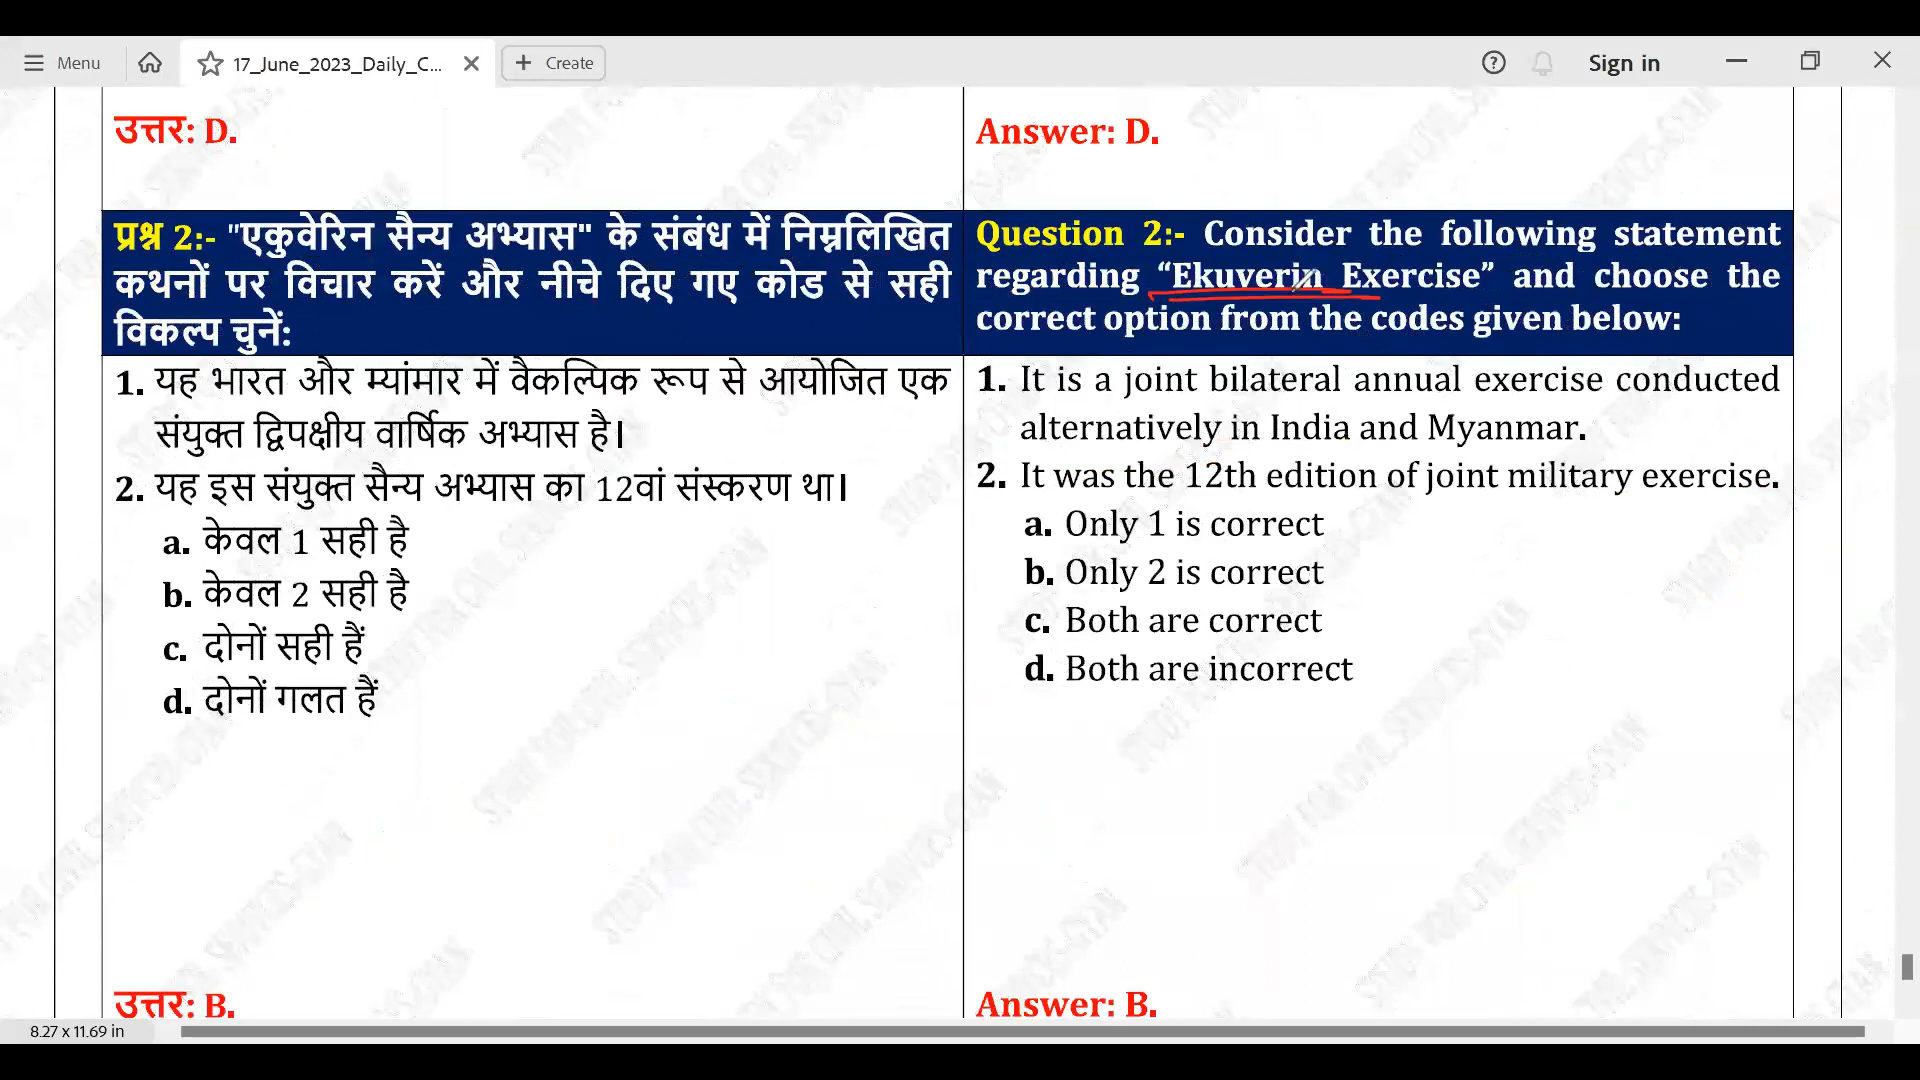 Menu
17_June_2023_Daily_C...
Create
Sign in
उत्तर: D.
Answer: D.
प्रश्न 2:- "एकुवेरिन सैन्य अभ्यास" के संबंध में निम्नलिखित
कथनों पर विचार करें और नीचे दिए गए कोड से सही
विकल्प चुनें:
Question 2:- Consider the following statement
regarding “Ekuverin Exercise” and choose the
correct option from the codes given below:
1. यह भारत और म्यांमार में वैकल्पिक रूप से आयोजित एक
संयुक्त द्विपक्षीय वार्षिक अभ्यास है।
2. यह इस संयुक्त सैन्य अभ्यास का 12वां संस्करण था।
a. केवल 1 सही है
b. केवल 2 सही है
c. दोनों सही हैं
d. दोनों गलत हैं
1. It is a joint bilateral annual exercise conducted
alternatively in India and Myanmar.
2. It was the 12th edition of joint military exercise.
a. Only 1 is correct
b. Only 2 is correct
c. Both are correct
d. Both are incorrect
उत्तर: B.
Answer: B.
8.27 x 11.69 in